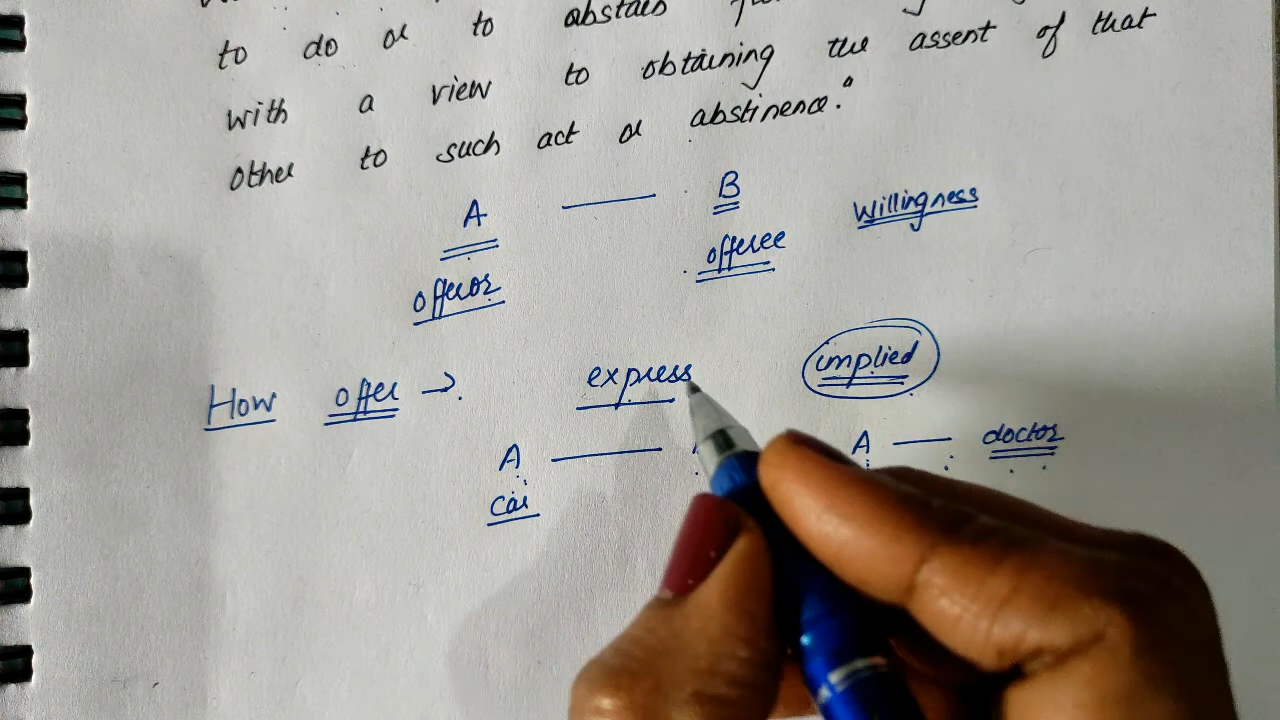 to do or to abstain
with a view to obtaining the assent of that
other to such act or abstinence."
A — B Willingness
offeror offeree
How offer → express implied
A — A — doctor
Car